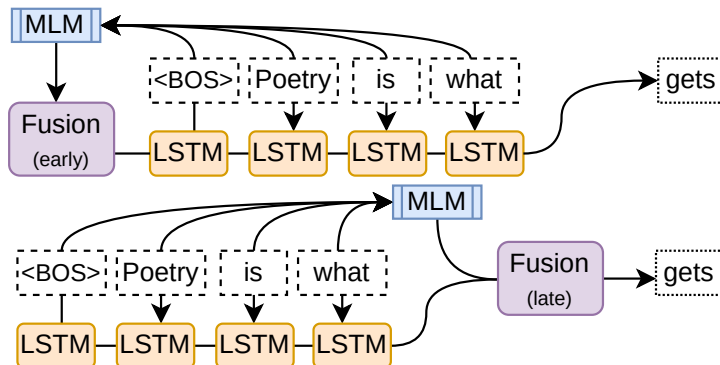 MLM
<BOS> Poetry is what gets
Fusion
(early)
LSTM LSTM LSTM LSTM
MLM
<BOS> Poetry is what
Fusion
(late)
gets
LSTM LSTM LSTM LSTM